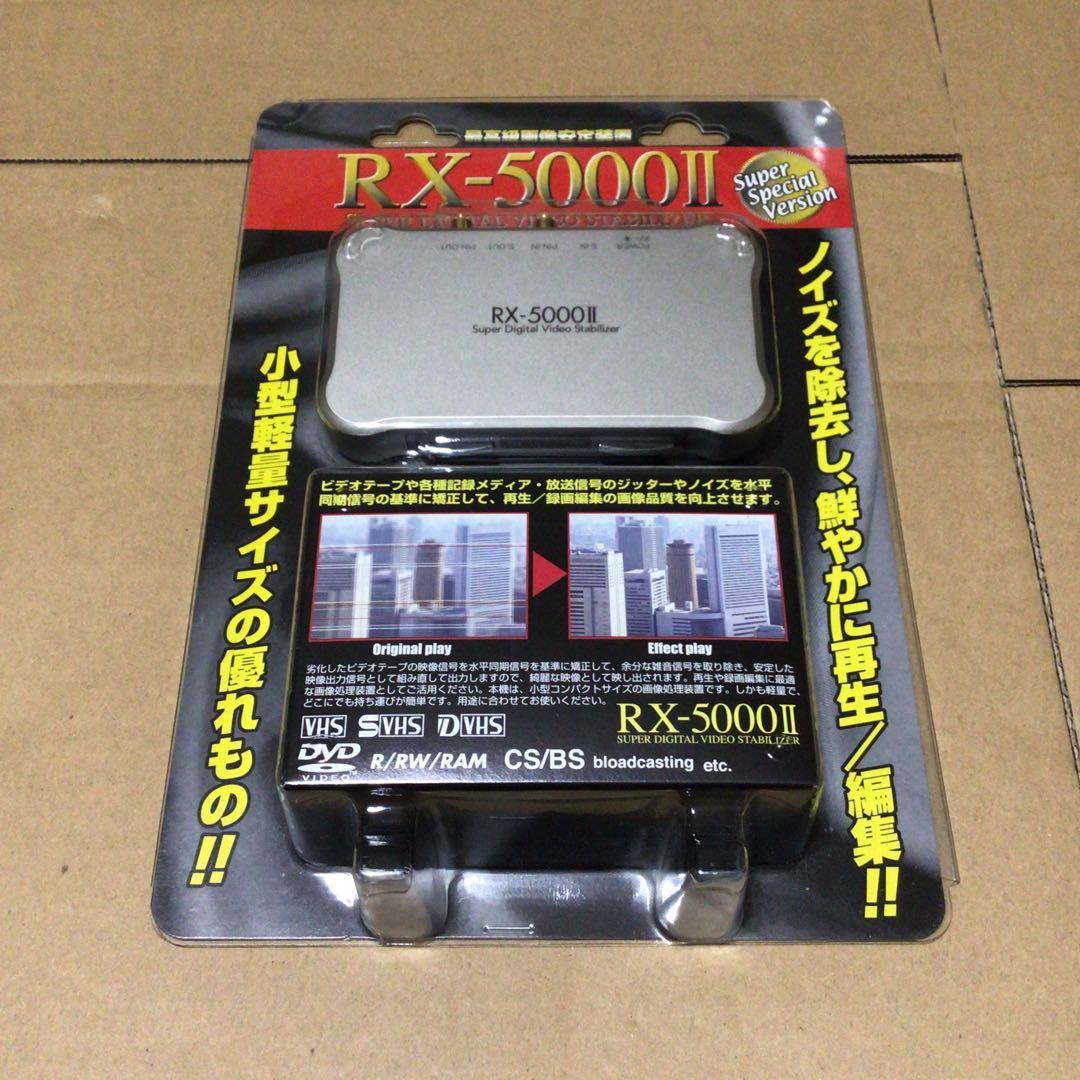 最高級画像安定装置
RX-5000II
SUPER DIGITAL VIDEO STABILIZER
Super
Special
Version
PIN-OUT S.OUT PIN-IN S.IN POWER
RX-5000II
Super Digital Video Stabilizer
ノイズを除去し、鮮やかに再生／編集!!
小型軽量サイズの優れもの!!
ビデオテープや各種記録メディア・放送信号のジッターやノイズを水平
同期信号の基準に矯正して、再生／録画編集の画像品質を向上させます。
Original play
Effect play
劣化したビデオテープの映像信号を水平同期信号を基準に矯正して、余分な雑音信号を取り除き、安定した
映像出力信号として組み直して出力しますので、綺麗な映像として映し出されます。再生や録画編集に最適
な画像処理装置としてご活用ください。本機は、小型コンパクトサイズの画像処理装置です。しかも軽量で、
どこにでも持ち運びが簡単です。用途に合わせてお使いください。
VHS SVHS DVHS
RX-5000II
SUPER DIGITAL VIDEO STABILIZER
DVD
VIDEO™
R/RW/RAM CS/BS bloadcasting etc.